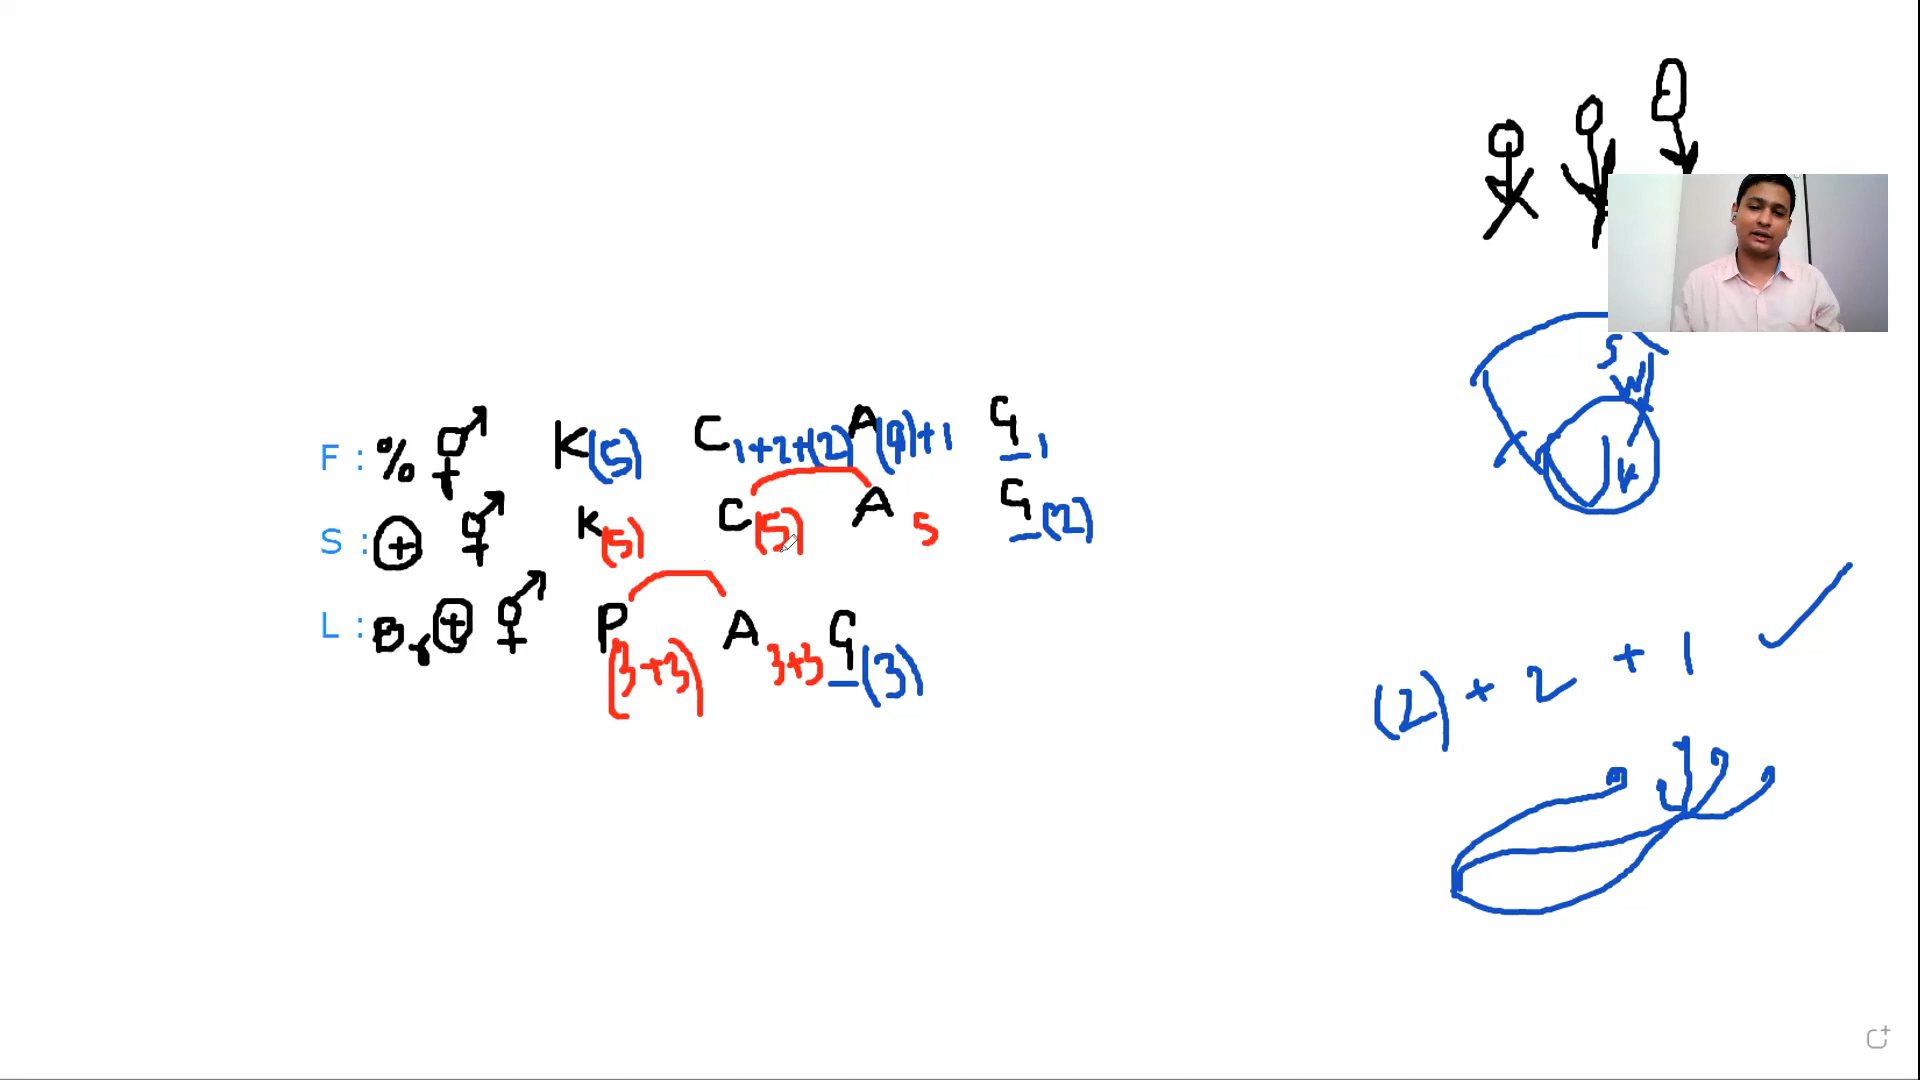 F : % ⚥ K(5) C1+2+(2) A(9)+1 G1
S : ⊕ ⚥ K(5) C(5) A 5 G(2)
L : Br ⊕ ⚥ P(3+3) A 3+3 G(3)
(2) + 2 + 1 ✓